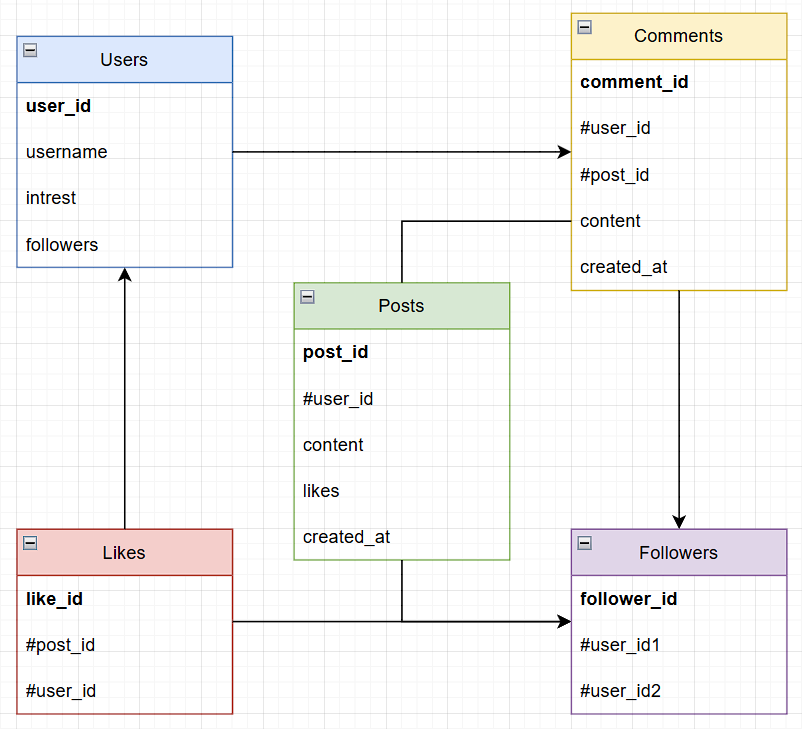 Users
user_id
username
intrest
followers
Comments
comment_id
#user_id
#post_id
content
created_at
Posts
post_id
#user_id
content
likes
created_at
Likes
like_id
#post_id
#user_id
Followers
follower_id
#user_id1
#user_id2